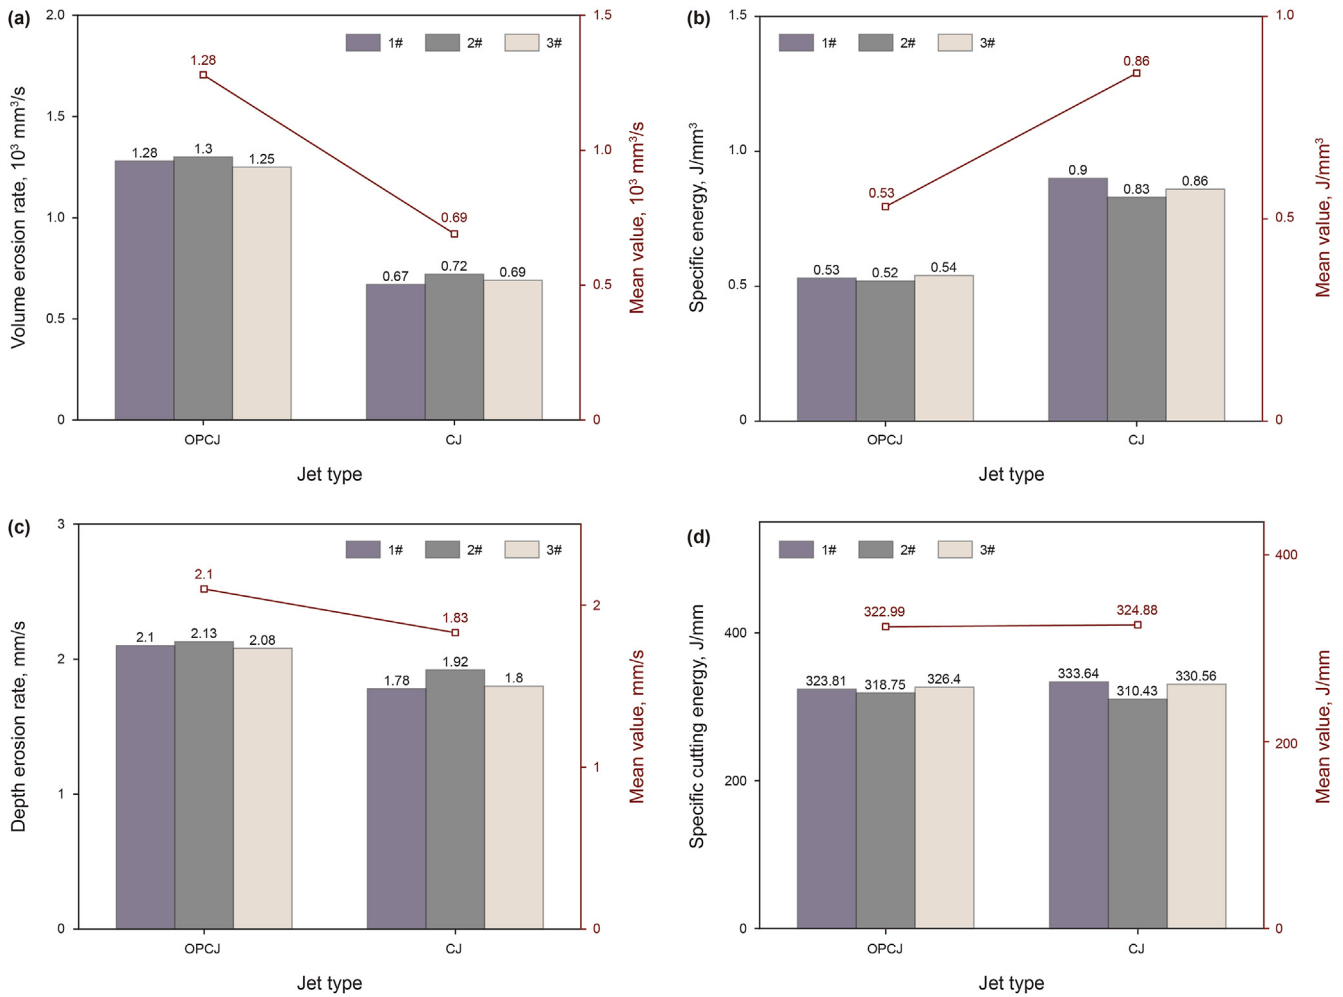 (a)
2.0
1.5
1.0
0.5
0
Volume erosion rate, 10³ mm³/s
1# 2# 3#
1.28
1.28 1.3 1.25
0.69
0.67 0.72 0.69
OPCJ CJ
Jet type
1.5
1.0
0.5
0
Mean value, 10³ mm³/s
(b)
1.5
1.0
0.5
0
Specific energy, J/mm³
1# 2# 3#
0.86
0.53
0.53 0.52 0.54
0.9 0.83 0.86
OPCJ CJ
Jet type
1.0
0.5
0
Mean value, J/mm³
(c)
3
2
1
0
Depth erosion rate, mm/s
1# 2# 3#
2.1
2.1 2.13 2.08
1.83
1.78 1.92 1.8
OPCJ CJ
Jet type
2
1
0
Mean value, mm/s
(d)
400
200
0
Specific cutting energy, J/mm
1# 2# 3#
322.99 324.88
323.81 318.75 326.4
333.64 310.43 330.56
OPCJ CJ
Jet type
400
200
0
Mean value, J/mm